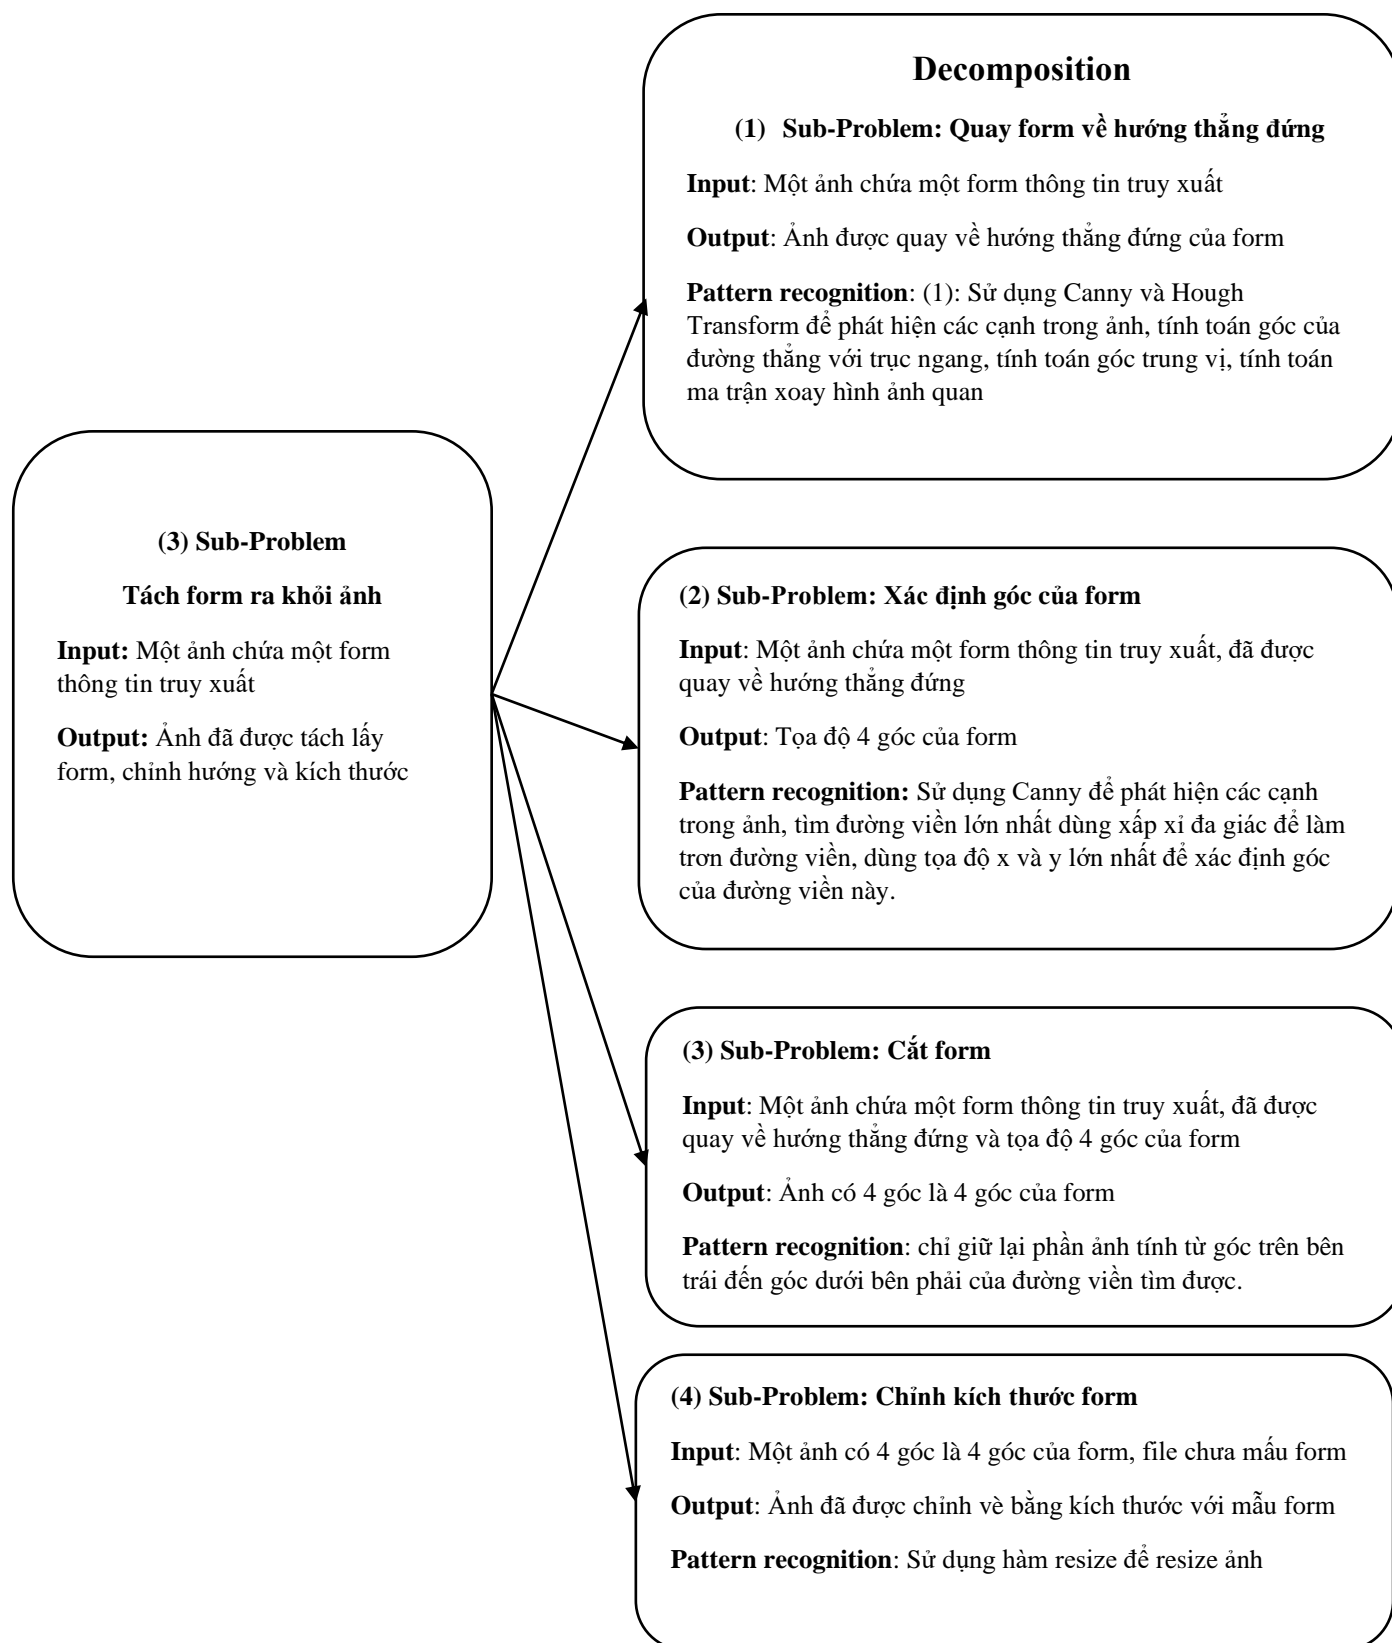 Decomposition
(1) Sub-Problem: Quay form về hướng thẳng đứng
Input: Một ảnh chứa một form thông tin truy xuất
Output: Ảnh được quay về hướng thẳng đứng của form
Pattern recognition: (1): Sử dụng Canny và Hough
Transform để phát hiện các cạnh trong ảnh, tính toán góc của
đường thẳng với trục ngang, tính toán góc trung vị, tính toán
ma trận xoay hình ảnh quan
(3) Sub-Problem
Tách form ra khỏi ảnh
Input: Một ảnh chứa một form
thông tin truy xuất
Output: Ảnh đã được tách lấy
form, chỉnh hướng và kích thước
(2) Sub-Problem: Xác định góc của form
Input: Một ảnh chứa một form thông tin truy xuất, đã được
quay về hướng thẳng đứng
Output: Tọa độ 4 góc của form
Pattern recognition: Sử dụng Canny để phát hiện các cạnh
trong ảnh, tìm đường viền lớn nhất dùng xấp xỉ đa giác để làm
trơn đường viền, dùng tọa độ x và y lớn nhất để xác định góc
của đường viền này.
(3) Sub-Problem: Cắt form
Input: Một ảnh chứa một form thông tin truy xuất, đã được
quay về hướng thẳng đứng và tọa độ 4 góc của form
Output: Ảnh có 4 góc là 4 góc của form
Pattern recognition: chỉ giữ lại phần ảnh tính từ góc trên bên
trái đến góc dưới bên phải của đường viền tìm được.
(4) Sub-Problem: Chỉnh kích thước form
Input: Một ảnh có 4 góc là 4 góc của form, file chưa mấu form
Output: Ảnh đã được chỉnh vè bằng kích thước với mẫu form
Pattern recognition: Sử dụng hàm resize để resize ảnh